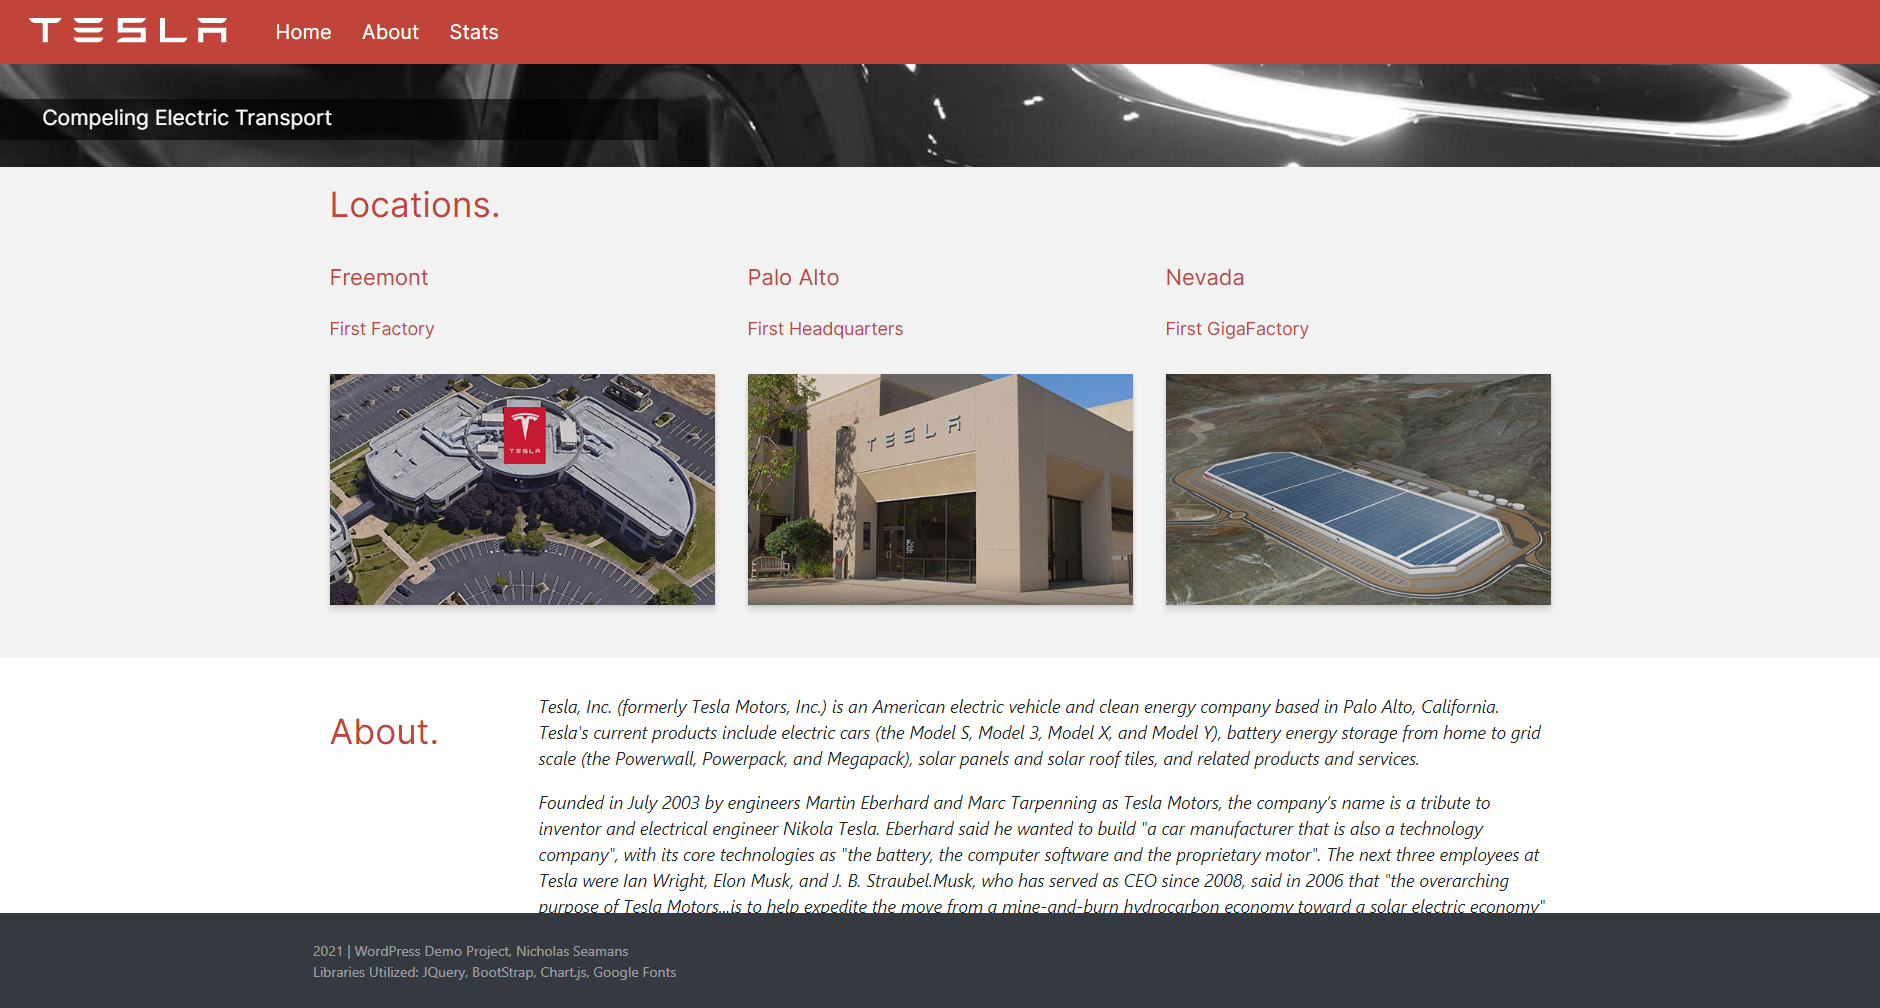 TESLA
Home About Stats
Compeling Electric Transport
Locations.
Freemont
First Factory
TESLA
Palo Alto
First Headquarters
TESLA
Nevada
First GigaFactory
About.
Tesla, Inc. (formerly Tesla Motors, Inc.) is an American electric vehicle and clean energy company based in Palo Alto, California.
Tesla's current products include electric cars (the Model S, Model 3, Model X, and Model Y), battery energy storage from home to grid
scale (the Powerwall, Powerpack, and Megapack), solar panels and solar roof tiles, and related products and services.
Founded in July 2003 by engineers Martin Eberhard and Marc Tarpenning as Tesla Motors, the company’s name is a tribute to
inventor and electrical engineer Nikola Tesla. Eberhard said he wanted to build "a car manufacturer that is also a technology
company", with its core technologies as "the battery, the computer software and the proprietary motor". The next three employees at
Tesla were Ian Wright, Elon Musk, and J. B. Straubel.Musk, who has served as CEO since 2008, said in 2006 that "the overarching
purpose of Tesla Motors...is to help expedite the move from a mine-and-burn hydrocarbon economy toward a solar electric economy"
2021 | WordPress Demo Project, Nicholas Seamans
Libraries Utilized: JQuery, BootStrap, Chart.js, Google Fonts